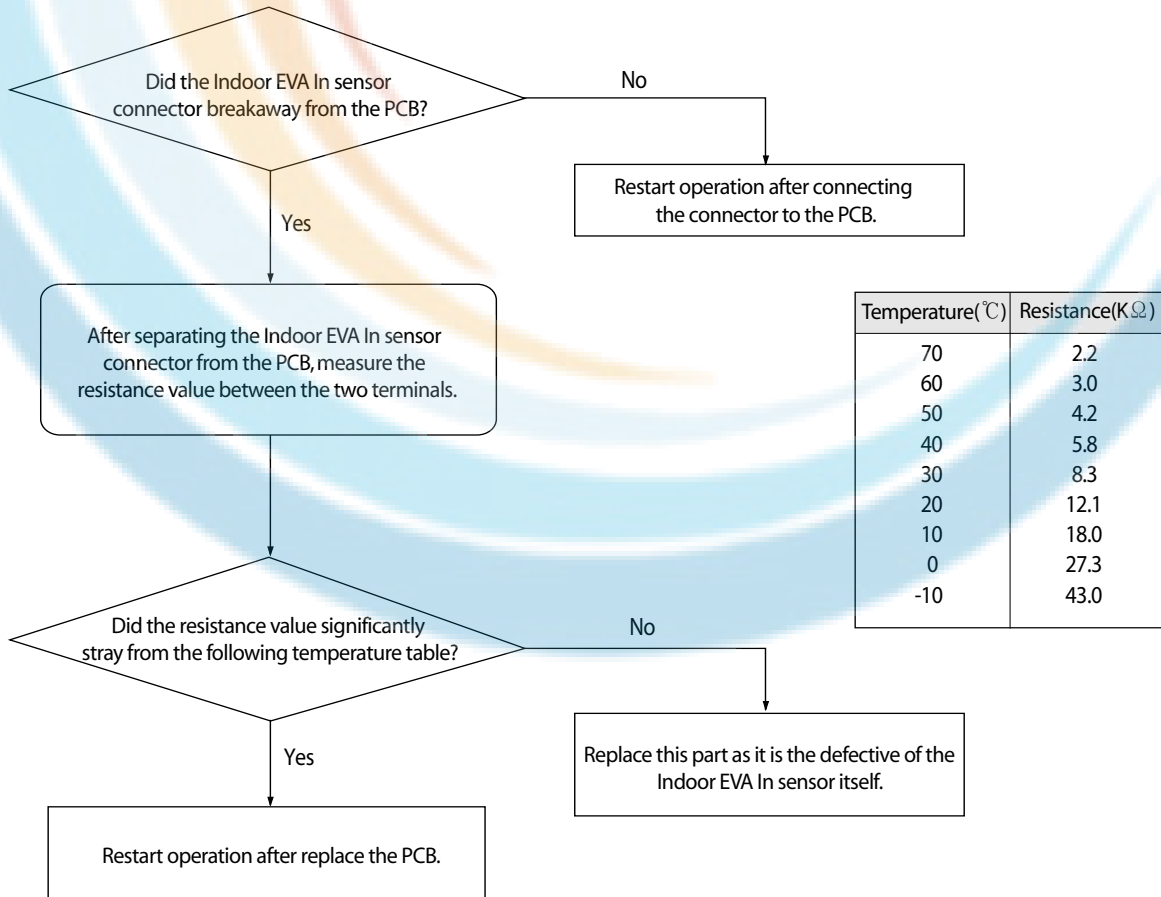 Did the Indoor EVA In sensor
connector breakaway from the PCB?
No
Restart operation after connecting
the connector to the PCB.
Yes
After separating the Indoor EVA In sensor
connector from the PCB, measure the
resistance value between the two terminals.
Temperature(℃) Resistance(KΩ)
70 2.2
60 3.0
50 4.2
40 5.8
30 8.3
20 12.1
10 18.0
0 27.3
-10 43.0
Did the resistance value significantly
stray from the following temperature table?
No
Replace this part as it is the defective of the
Indoor EVA In sensor itself.
Yes
Restart operation after replace the PCB.